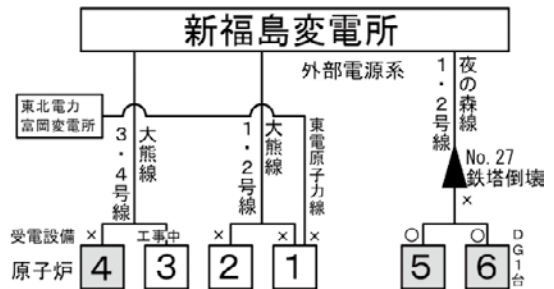 新福島変電所
外部電源系
東北電力
富岡変電所
大熊線
3・4号線
大熊線
1・2号線
東電原子力線
夜の森線
1・2号線
No.27
鉄塔倒壊
×
受電設備
×
工事中
×
×
×
○
○
DG1台
原子炉
4
3
2
1
5
6